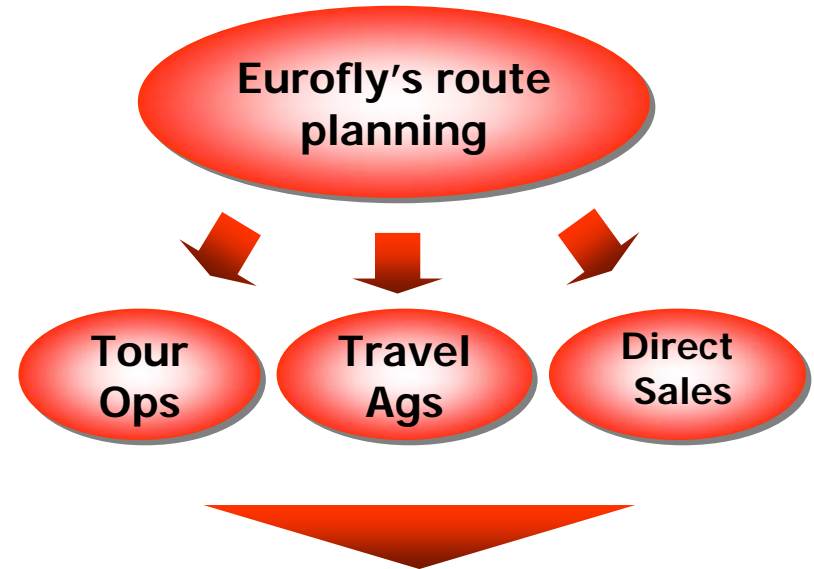 Eurofly's route
planning
Tour
Ops
Travel
Ags
Direct
Sales